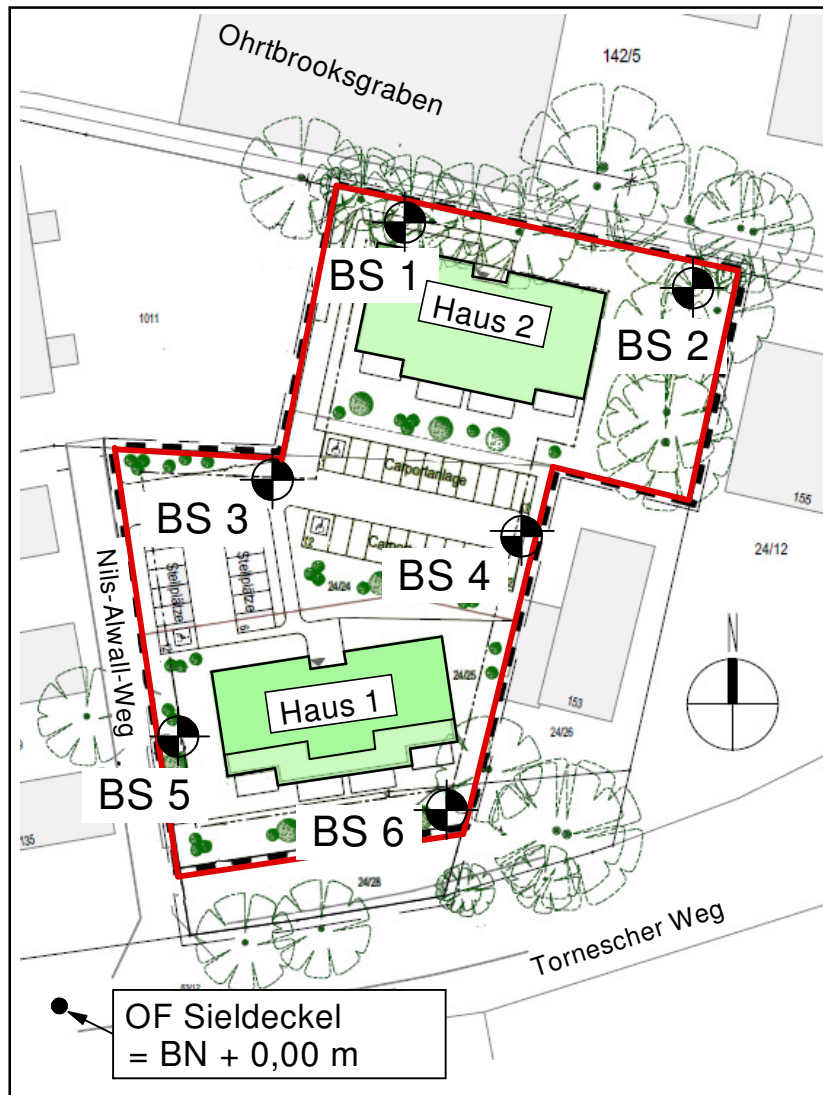 Ohrtbrooksgraben
142/5
BS 1
Haus 2
BS 2
1011
Carportanlage
155
BS 3
BS 4
24/12
12
Stellplätze
Stellplätze
6
24/24
Nils-Alwall-Weg
24/25
Haus 1
153
24/26
N
BS 5
BS 6
135
24/28
Tornescher Weg
OF Sieldeckel
= BN + 0,00 m